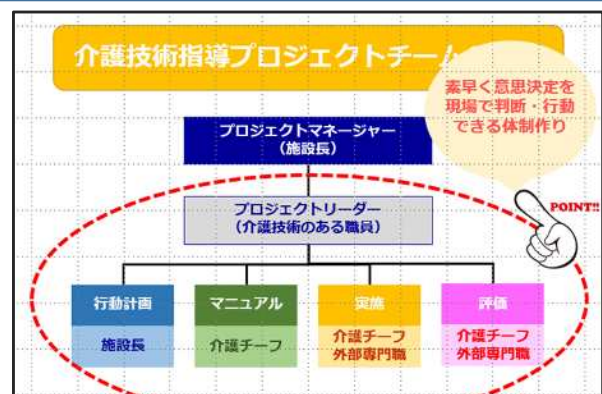 介護技術指導プロジェクトチーム
素早く意思決定を
現場で判断・行動
できる体制作り
プロジェクトマネージャー
(施設長)
POINT!!
プロジェクトリーダー
(介護技術のある職員)
行動計画
マニュアル
実施
評価
施設長
介護チーフ
介護チーフ
外部専門職
介護チーフ
外部専門職